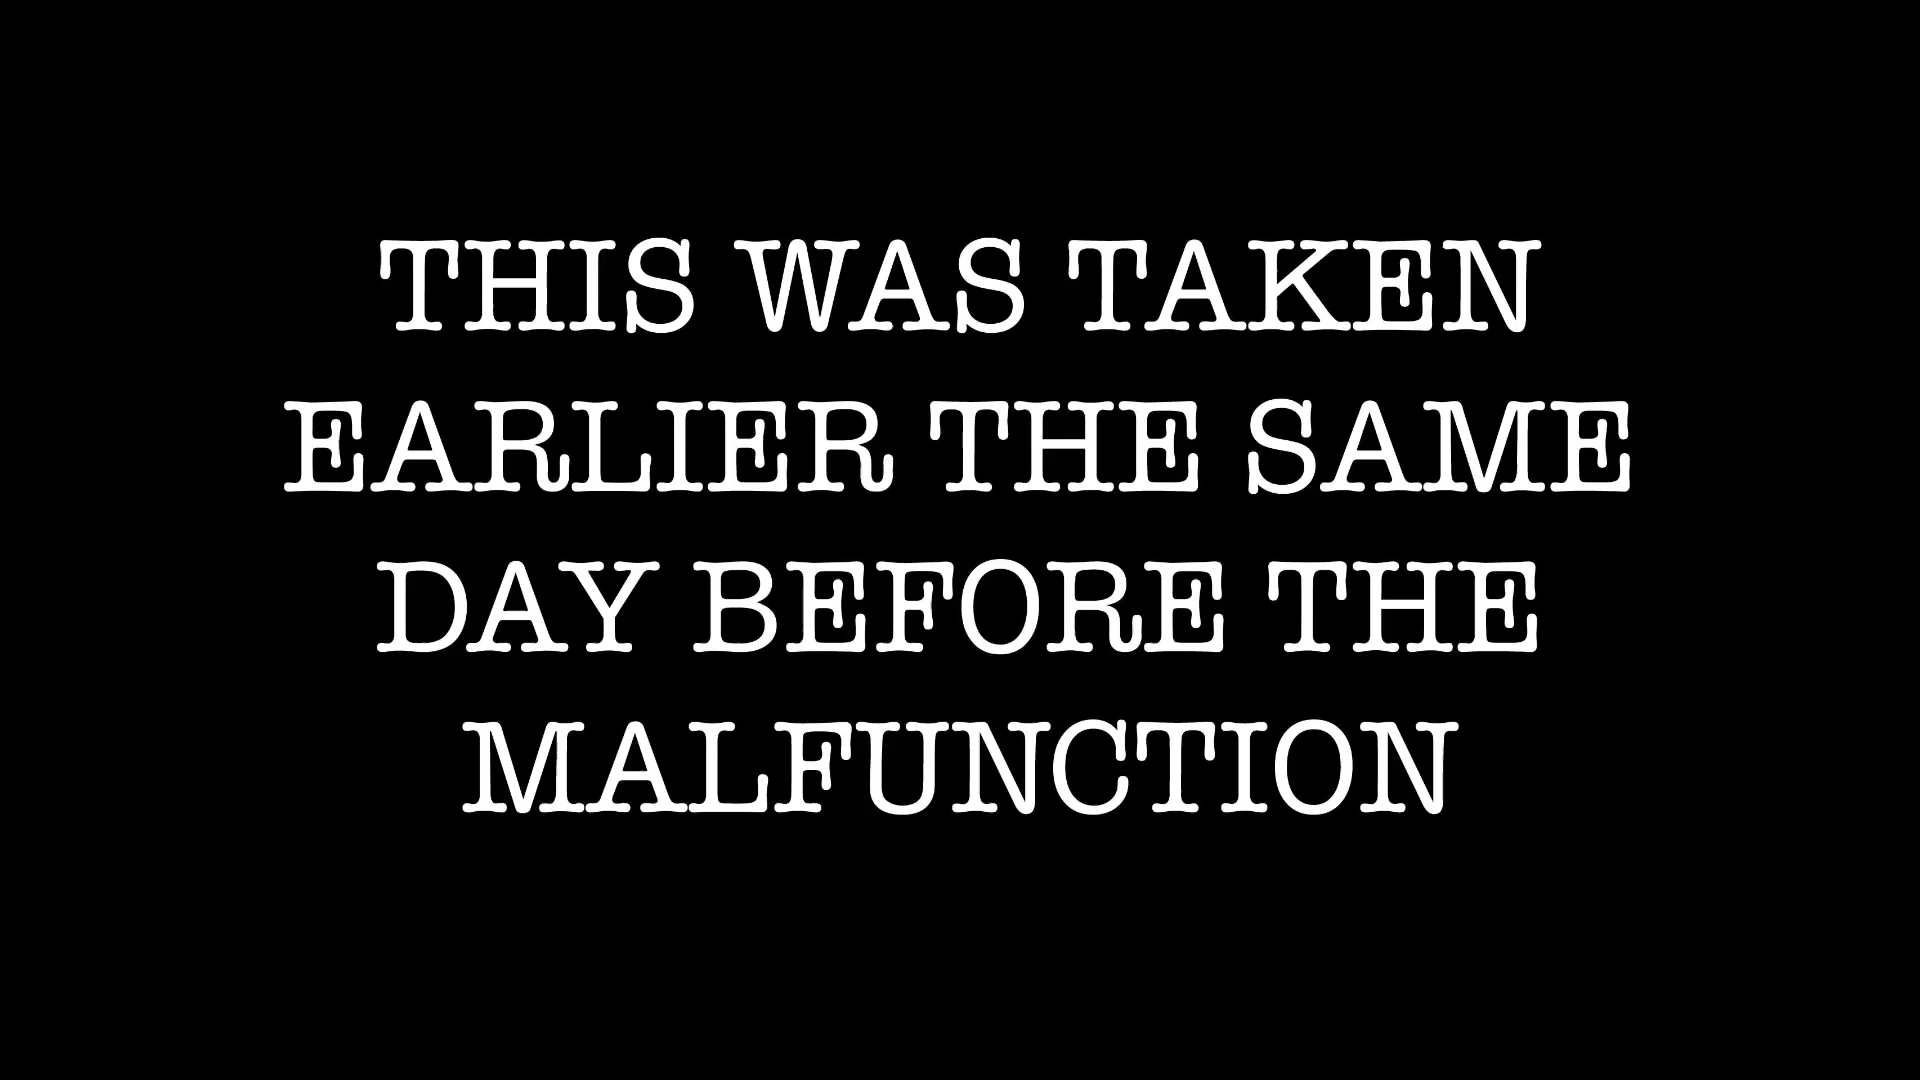 THIS WAS TAKEN
EARLIER THE SAME
DAY BEFORE THE
MALFUNCTION